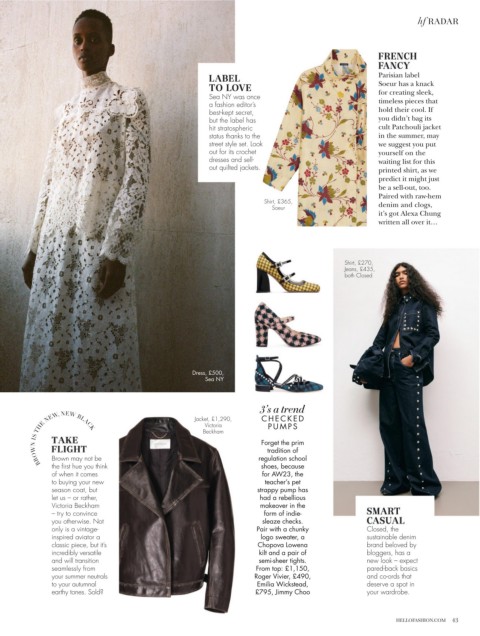 hf RADAR
LABEL
TO LOVE
Sea NY was once
a fashion editor's
best-kept secret,
but the label has
hit stratospheric
status thanks to the
street style set. Look
out for its crochet
dresses and sell-
out quilted jackets.
Dress, £500,
Sea NY
Shirt, £365,
Soeur
FRENCH
FANCY
Parisian label
Soeur has a knack
for creating sleek,
timeless pieces that
hold their cool. If
you didn't bag its
cult Patchouli jacket
in the summer, may
we suggest you put
yourself on the
waiting list for this
printed shirt, as we
predict it might just
be a sell-out, too.
Paired with raw-hem
denim and clogs,
it's got Alexa Chung
written all over it…
Shirt, £270,
Jeans, £435,
both Closed
BROWN IS THE NEW, NEW BLACK
TAKE
FLIGHT
Brown may not be
the first hue you think
of when it comes
to buying your new
season coat, but
let us – or rather,
Victoria Beckham
– try to convince
you otherwise. Not
only is a vintage-
inspired aviator a
classic piece, but it's
incredibly versatile
and will transition
seamlessly from
your summer neutrals
to your autumnal
earthy tones. Sold?
Jacket, £1,290,
Victoria
Beckham
3's a trend
CHECKED
PUMPS
Forget the prim
tradition of
regulation school
shoes, because
for AW23, the
teacher's pet
strappy pump has
had a rebellious
makeover in the
form of indie-
sleaze checks.
Pair with a chunky
logo sweater, a
Chopova Lowena
kilt and a pair of
semi-sheer tights.
From top: £1,150,
Roger Vivier, £490,
Emilia Wickstead,
£795, Jimmy Choo
SMART
CASUAL
Closed, the
sustainable denim
brand beloved by
bloggers, has a
new look – expect
pared-back basics
and co-ords that
deserve a spot in
your wardrobe.
HELLOFASHION.COM 43